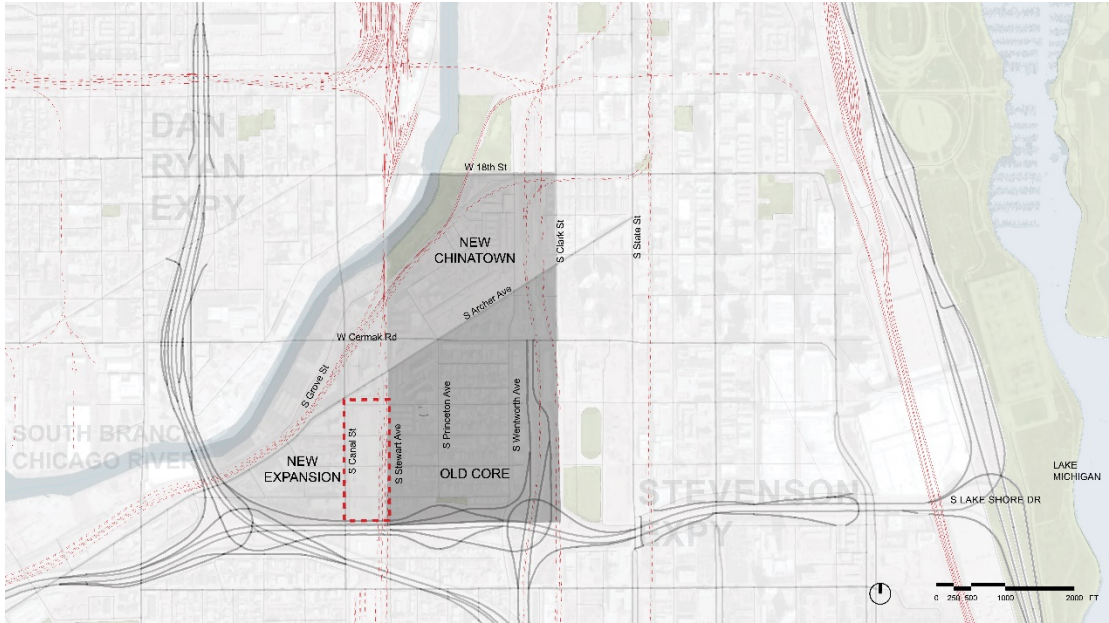 DAN
RYAN
EXPY
W 18th St
S Clark St
S State St
NEW
CHINATOWN
S Archer Ave
W Cermak Rd
S Grove St
S Princeton Ave
S Wentworth Ave
S Canal St
S Stewart Ave
SOUTH BRANCH
CHICAGO RIVER
NEW
EXPANSION
OLD CORE
STEVENSON
EXPY
LAKE
MICHIGAN
S LAKE SHORE DR
0 250 500 1000 2000 FT